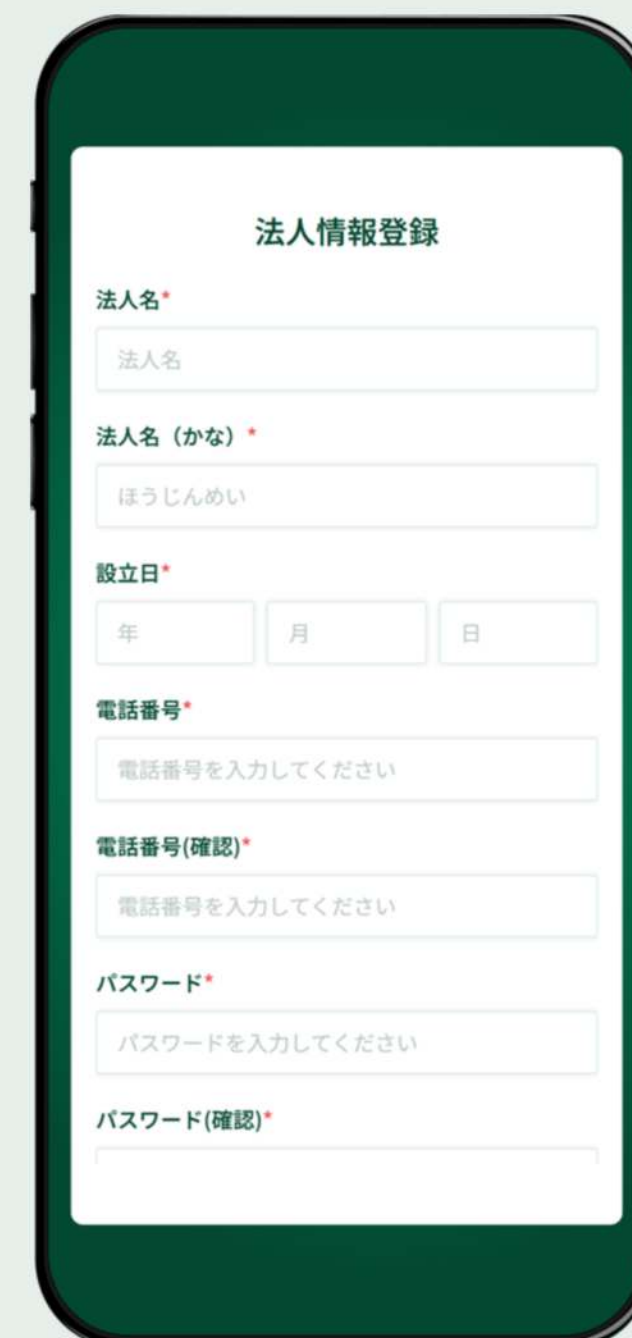 法人情報登録
法人名*
法人名
法人名（かな）*
ほうじんめい
設立日*
年 月 日
電話番号*
電話番号を入力してください
電話番号(確認)*
電話番号を入力してください
パスワード*
パスワードを入力してください
パスワード(確認)*